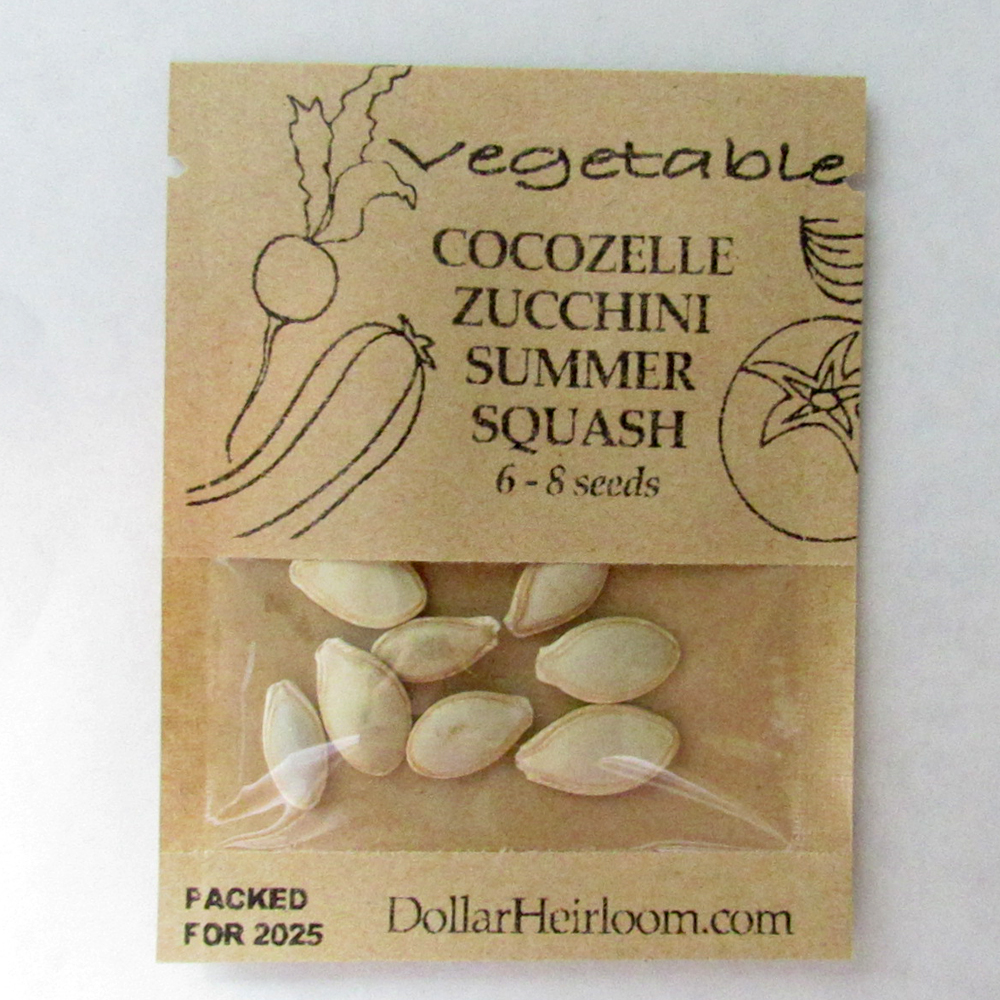 vegetable
COCOZELLE
ZUCCHINI
SUMMER
SQUASH
6 - 8 seeds
PACKED
FOR 2025
DollarHeirloom.com